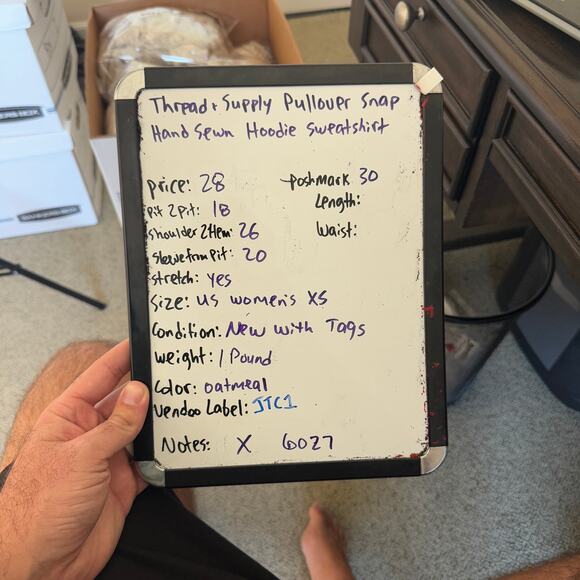 Thread + Supply Pullover Snap
Hand Sewn Hoodie Sweatshirt
price: 28
poshmark 30
pit 2 pit: 18
Length:
Shoulder 2 Hem: 26
Waist:
Sleeve from pit: 20
stretch: yes
Size: US women's XS
Condition: New with Tags
weight: 1 Pound
Color: oatmeal
Vendoo Label: JTC1
Notes: X 6027